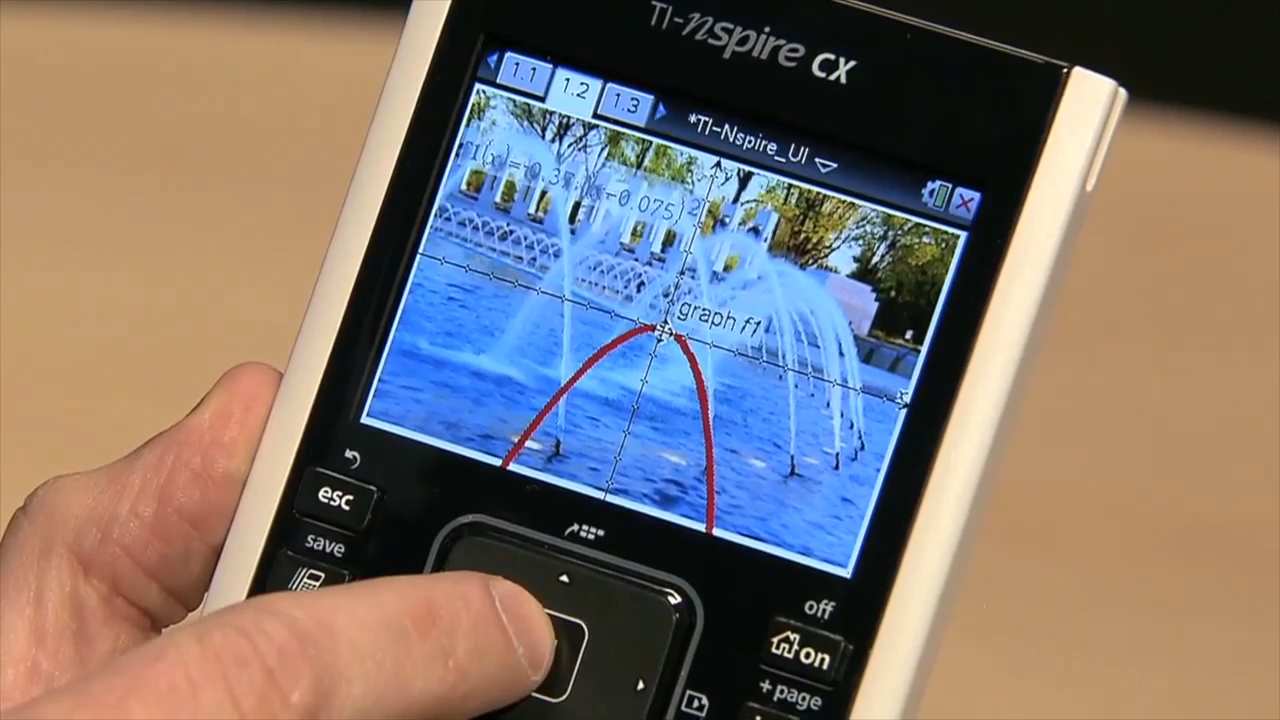 TI-nspire CX
1.1 1.2 1.3 *TI-Nspire_UI
graph f1
esc
save
off
on
+page